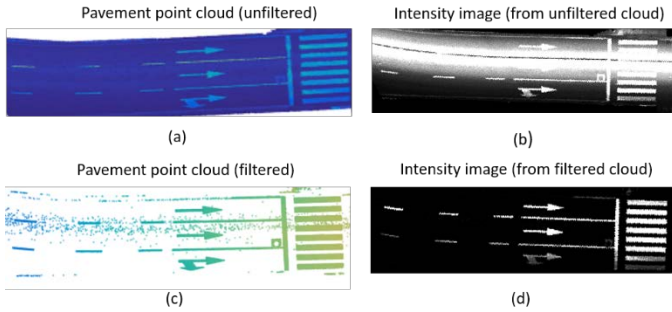 Pavement point cloud (unfiltered)
Intensity image (from unfiltered cloud)
(a)
(b)
Pavement point cloud (filtered)
Intensity image (from filtered cloud)
(c)
(d)